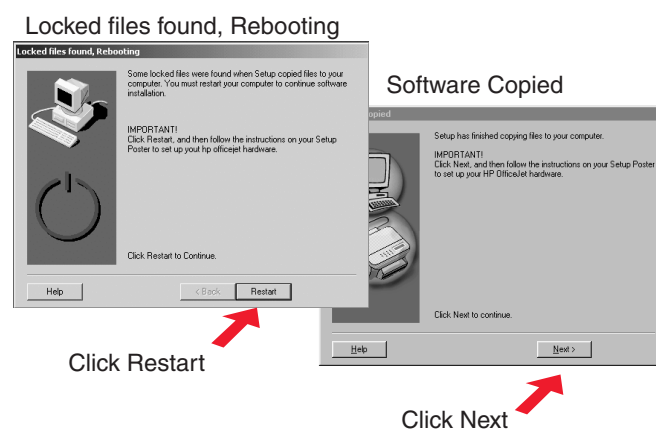 Locked files found, Rebooting
Locked files found, Rebooting
Some locked files were found when Setup copied files to your
computer. You must restart your computer to continue software
installation.
IMPORTANT!
Click Restart, and then follow the instructions on your Setup
Poster to set up yout hp officejet hardware.
Click Restart to Continue.
Help
< Back
Restart
Click Restart
Software Copied
opied
Setup has finished copying files to your computer.
IMPORTANT!
Click Next, and then follow the instructions on your Setup Poster
to set up your HP OfficeJet hardware.
Click Next to continue.
Help
Next >
Click Next